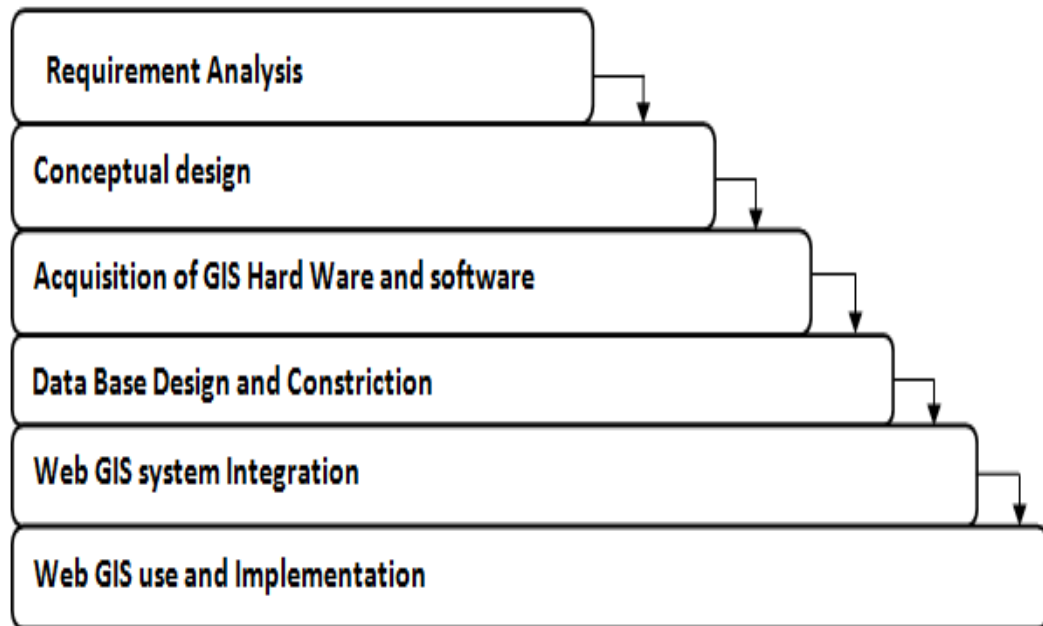 Requirement Analysis
Conceptual design
Acquisition of GIS Hard Ware and software
Data Base Design and Constriction
Web GIS system Integration
Web GIS use and Implementation